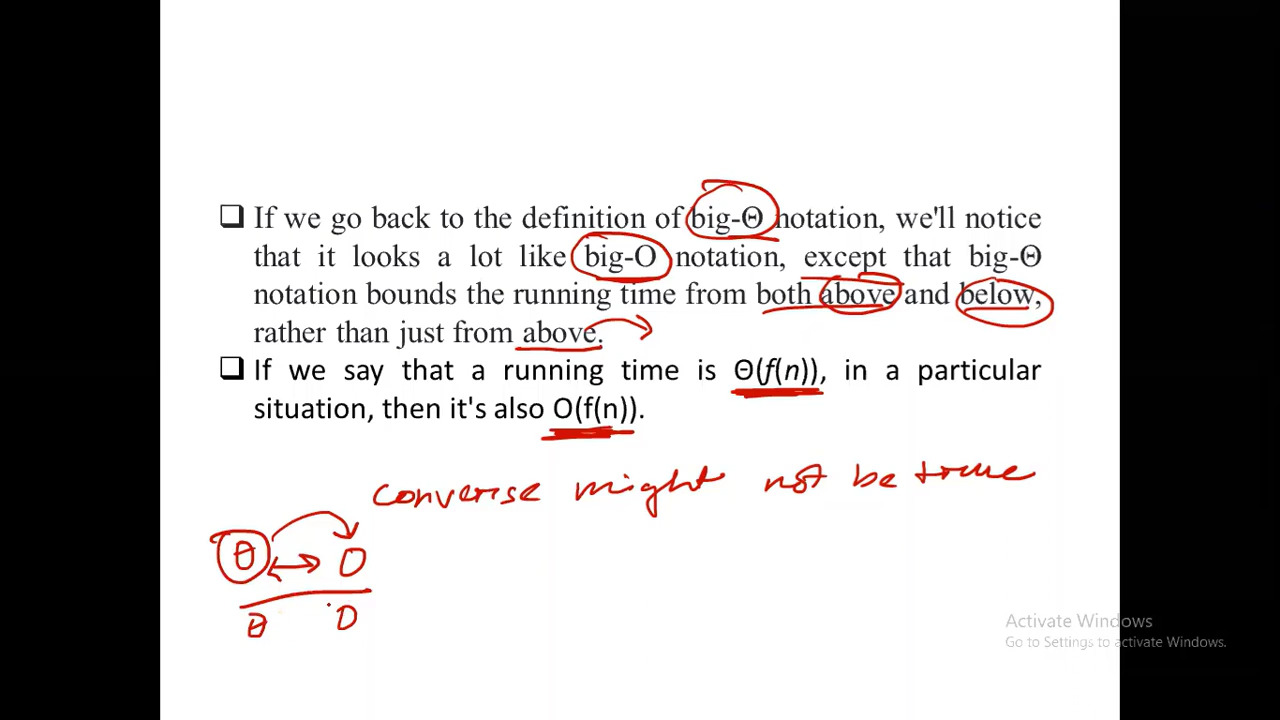 ❑ If we go back to the definition of big-Θ notation, we'll notice
that it looks a lot like big-O notation, except that big-Θ
notation bounds the running time from both above and below,
rather than just from above.
❑ If we say that a running time is Θ(f(n)), in a particular
situation, then it's also O(f(n)).
converse might not be true
θ ↔ O
θ O
Activate Windows
Go to Settings to activate Windows.